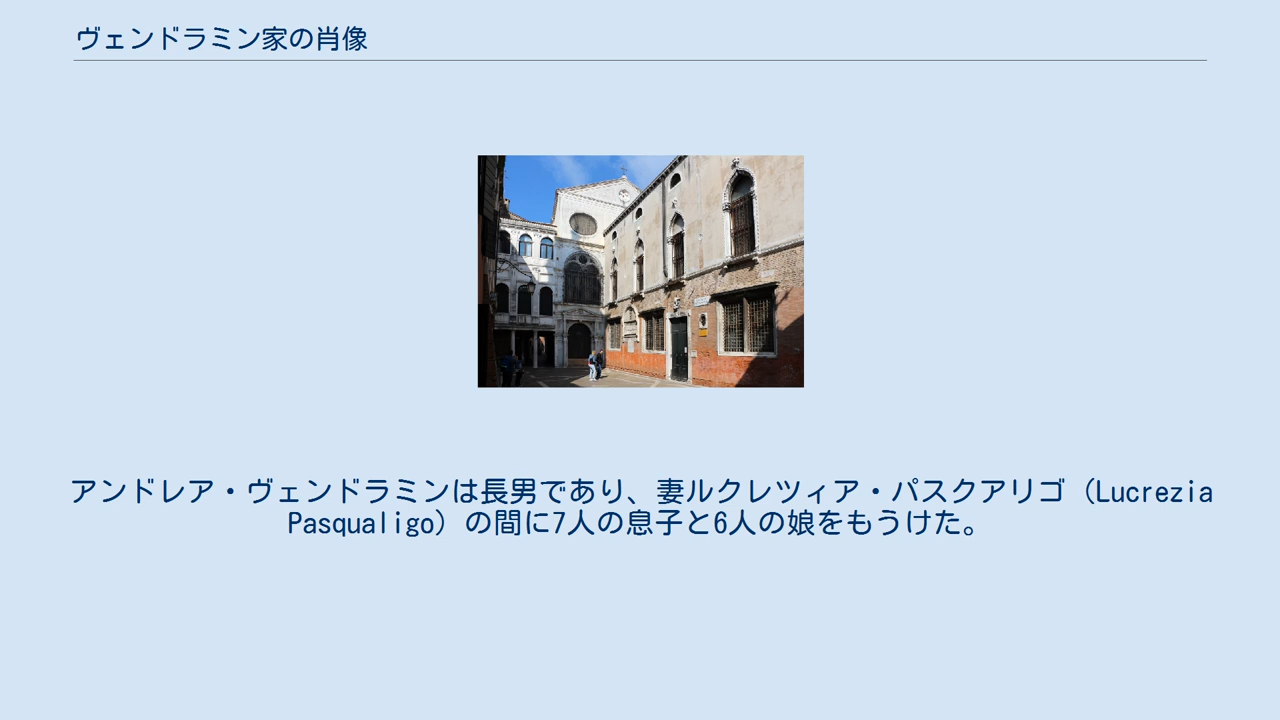 ヴェンドラミン家の肖像
アンドレア・ヴェンドラミンは長男であり、妻ルクレツィア・パスクアリゴ（Lucrezia
Pasqualigo）の間に7人の息子と6人の娘をもうけた。